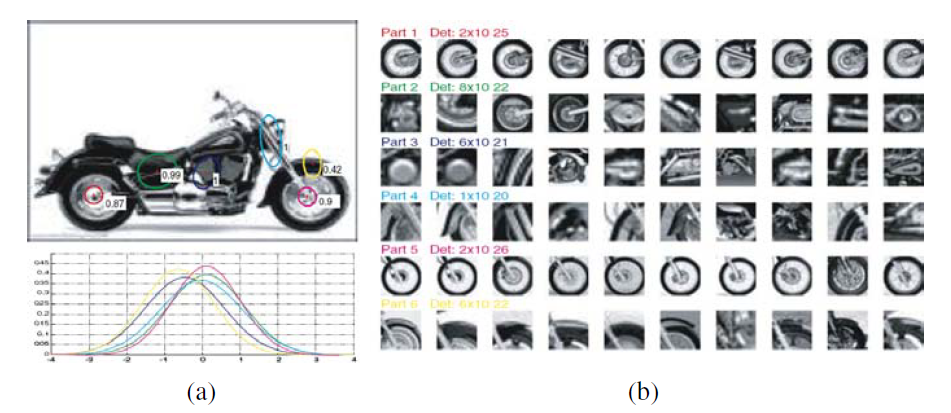 0.99
1
1
0.42
0.87
0.9
0.45
0.4
0.35
0.3
0.25
0.2
0.15
0.1
0.05
0
-4 -3 -2 -1 0 1 2 3 4
(a)
Part 1 Det: 2x10 25
Part 2 Det: 8x10 22
Part 3 Det: 6x10 21
Part 4 Det: 1x10 20
Part 5 Det: 2x10 26
Part 6 Det: 6x10 22
(b)